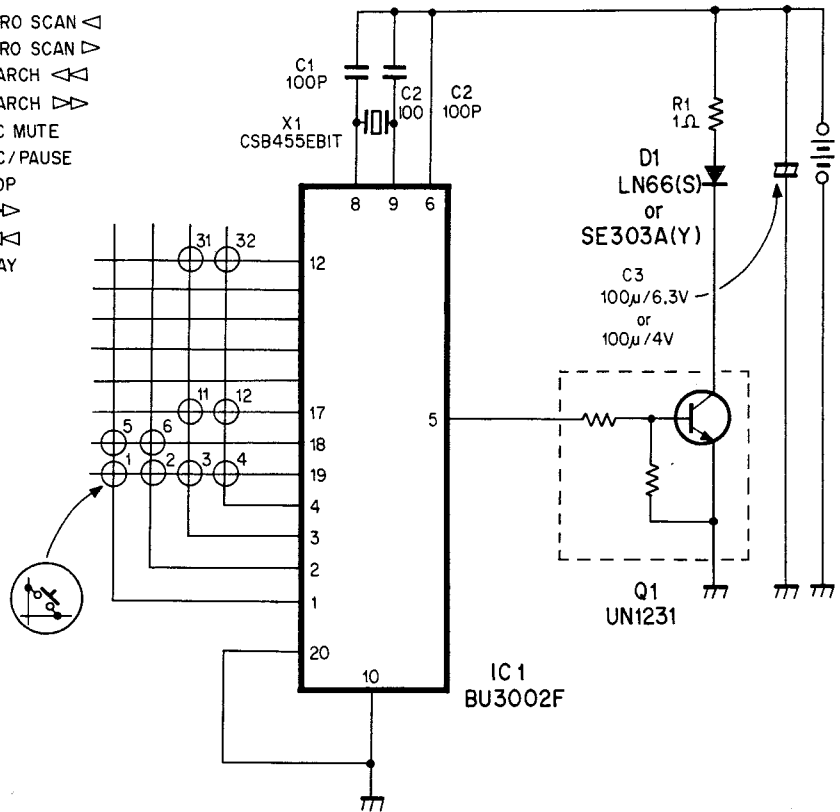 RO SCAN ◁
RO SCAN ▷
ARCH ◁◁
ARCH ▷▷
C MUTE
C/PAUSE
OP
▷
◁
AY
C1
100P
C2
100
C2
100P
X1
CSB455EBIT
R1
1Ω
D1
LN66(S)
or
SE303A(Y)
C3
100μ/6,3V
or
100μ/4V
8 9 6
31 32
12
11 12
17
5 6
18
1 2 3 4
19
4
3
2
1
20
10
5
Q1
UN1231
IC1
BU3002F